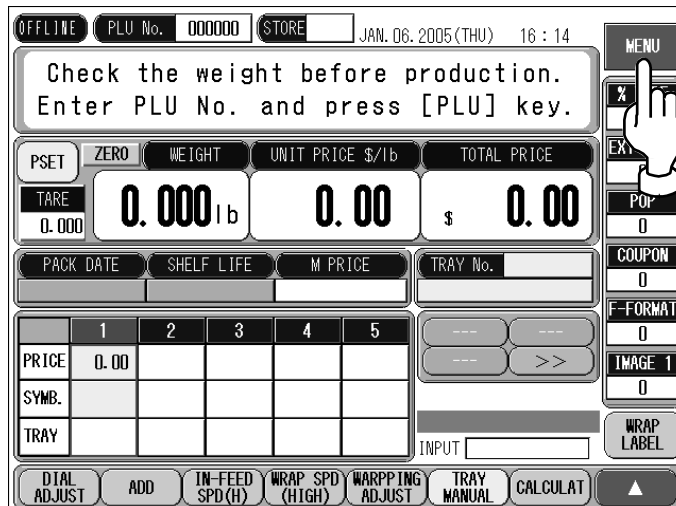 OFFLINE PLU No. 000000 STORE JAN. 06. 2005(THU) 16 : 14
MENU
Check the weight before production.
Enter PLU No. and press [PLU] key.
%
PSET ZERO WEIGHT UNIT PRICE $/lb TOTAL PRICE
TARE
0.000
0.000 lb 0.00 $ 0.00
POP
0
PACK DATE SHELF LIFE M PRICE TRAY No.
COUPON
0
F-FORMAT
0
IMAGE 1
0
1 2 3 4 5
PRICE 0.00
SYMB.
TRAY
--- ---
--- >>
INPUT
WRAP
LABEL
DIAL
ADJUST
ADD
IN-FEED
SPD(H)
WRAP SPD
(HIGH)
WARPPING
ADJUST
TRAY
MANUAL
CALCULAT
▲